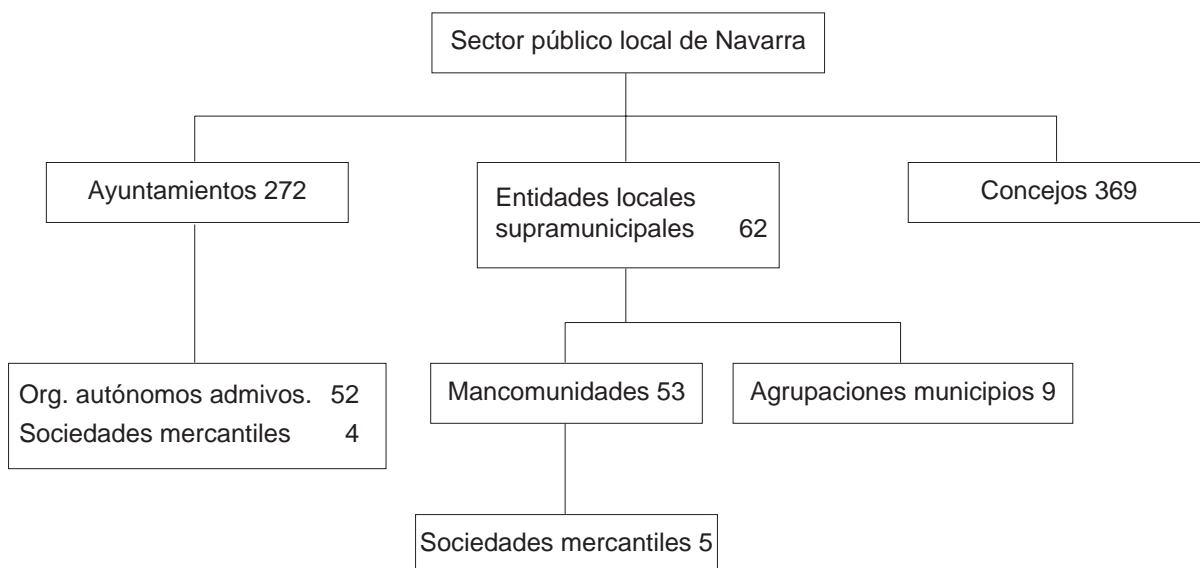 Sector público local de Navarra
Ayuntamientos 272
Entidades locales
supramunicipales 62
Concejos 369
Org. autónomos admivos. 52
Sociedades mercantiles 4
Mancomunidades 53
Agrupaciones municipios 9
Sociedades mercantiles 5